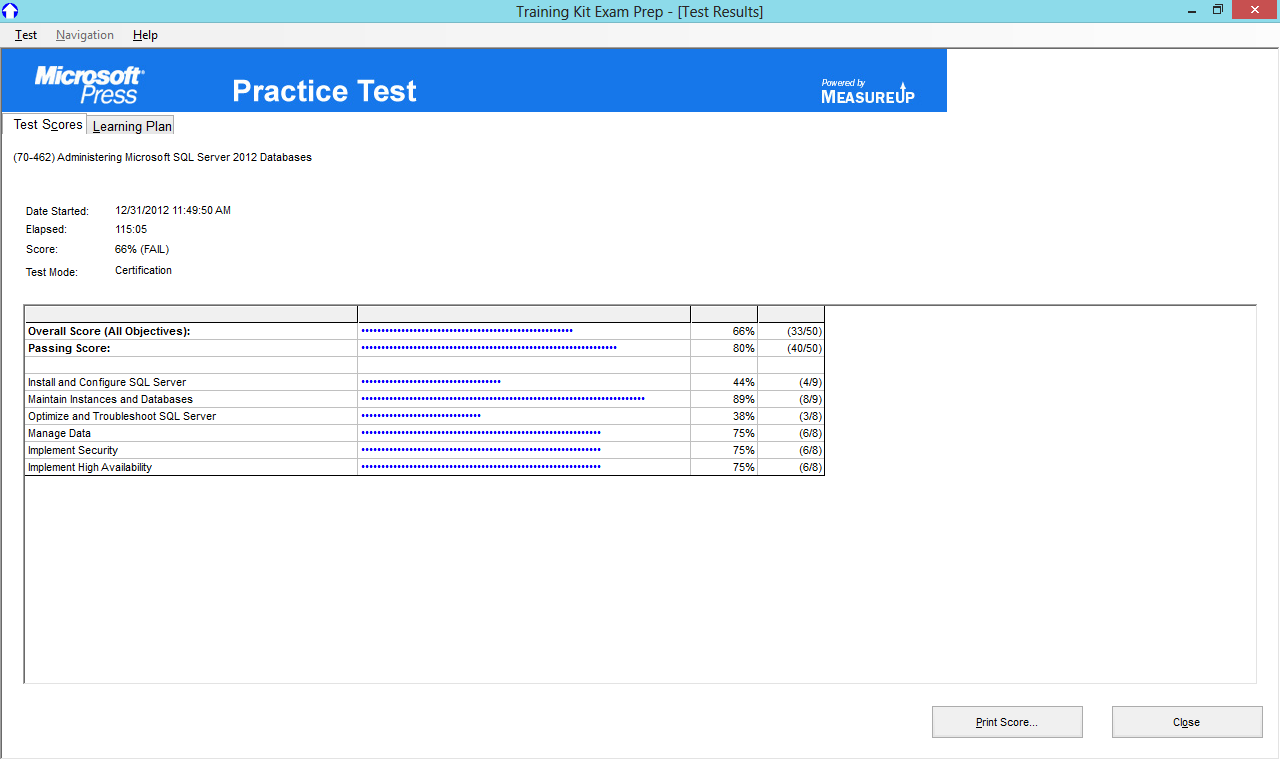 Training Kit Exam Prep - [Test Results]
Test Navigation Help
Microsoft Press
Practice Test
Powered by
MEASUREUP
Test Scores Learning Plan
(70-462) Administering Microsoft SQL Server 2012 Databases
Date Started: 12/31/2012 11:49:50 AM
Elapsed: 115:05
Score: 66% (FAIL)
Test Mode: Certification
Overall Score (All Objectives): 66% (33/50)
Passing Score: 80% (40/50)
Install and Configure SQL Server 44% (4/9)
Maintain Instances and Databases 89% (8/9)
Optimize and Troubleshoot SQL Server 38% (3/8)
Manage Data 75% (6/8)
Implement Security 75% (6/8)
Implement High Availability 75% (6/8)
Print Score... Close